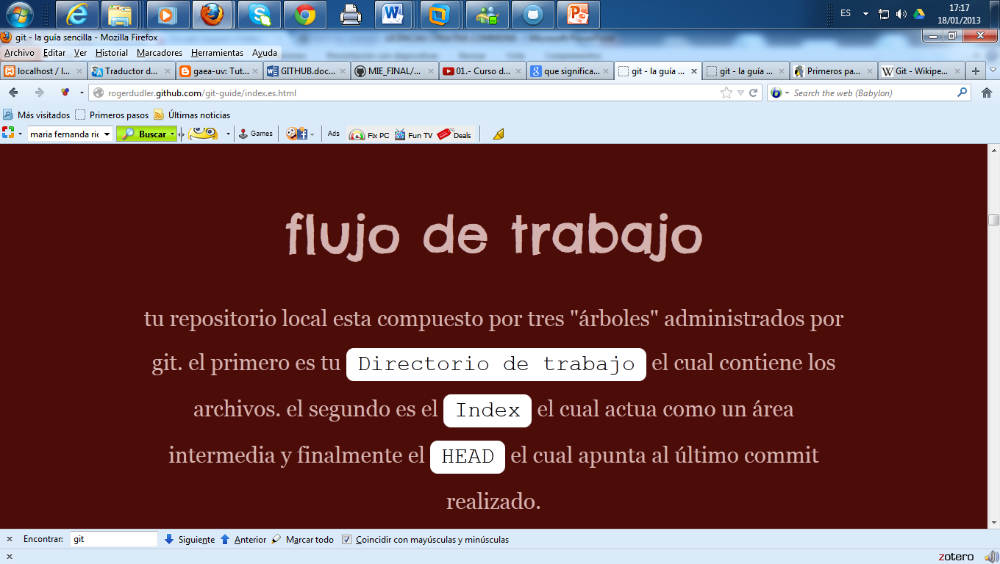 ES
17:17
18/01/2013
git - la guía sencilla - Mozilla Firefox
Archivo Editar Ver Historial Marcadores Herramientas Ayuda
localhost / l... Traductor d... gaea-uv: Tut... GITHUB.doc... MIE_FINAL/... 01.- Curso d... que significa... git - la guía ... git - la guía ... Primeros pa... Git - Wikipe...
rogerdudler.github.com/git-guide/index.es.html Search the web (Babylon)
Más visitados Primeros pasos Últimas noticias
maria fernanda ric Buscar Games Ads Fix PC Fun TV Deals
flujo de trabajo
tu repositorio local esta compuesto por tres "árboles" administrados por
git. el primero es tu Directorio de trabajo el cual contiene los
archivos. el segundo es el Index el cual actua como un área
intermedia y finalmente el HEAD el cual apunta al último commit
realizado.
Encontrar: git Siguiente Anterior Marcar todo Coincidir con mayúsculas y minúsculas
zotero